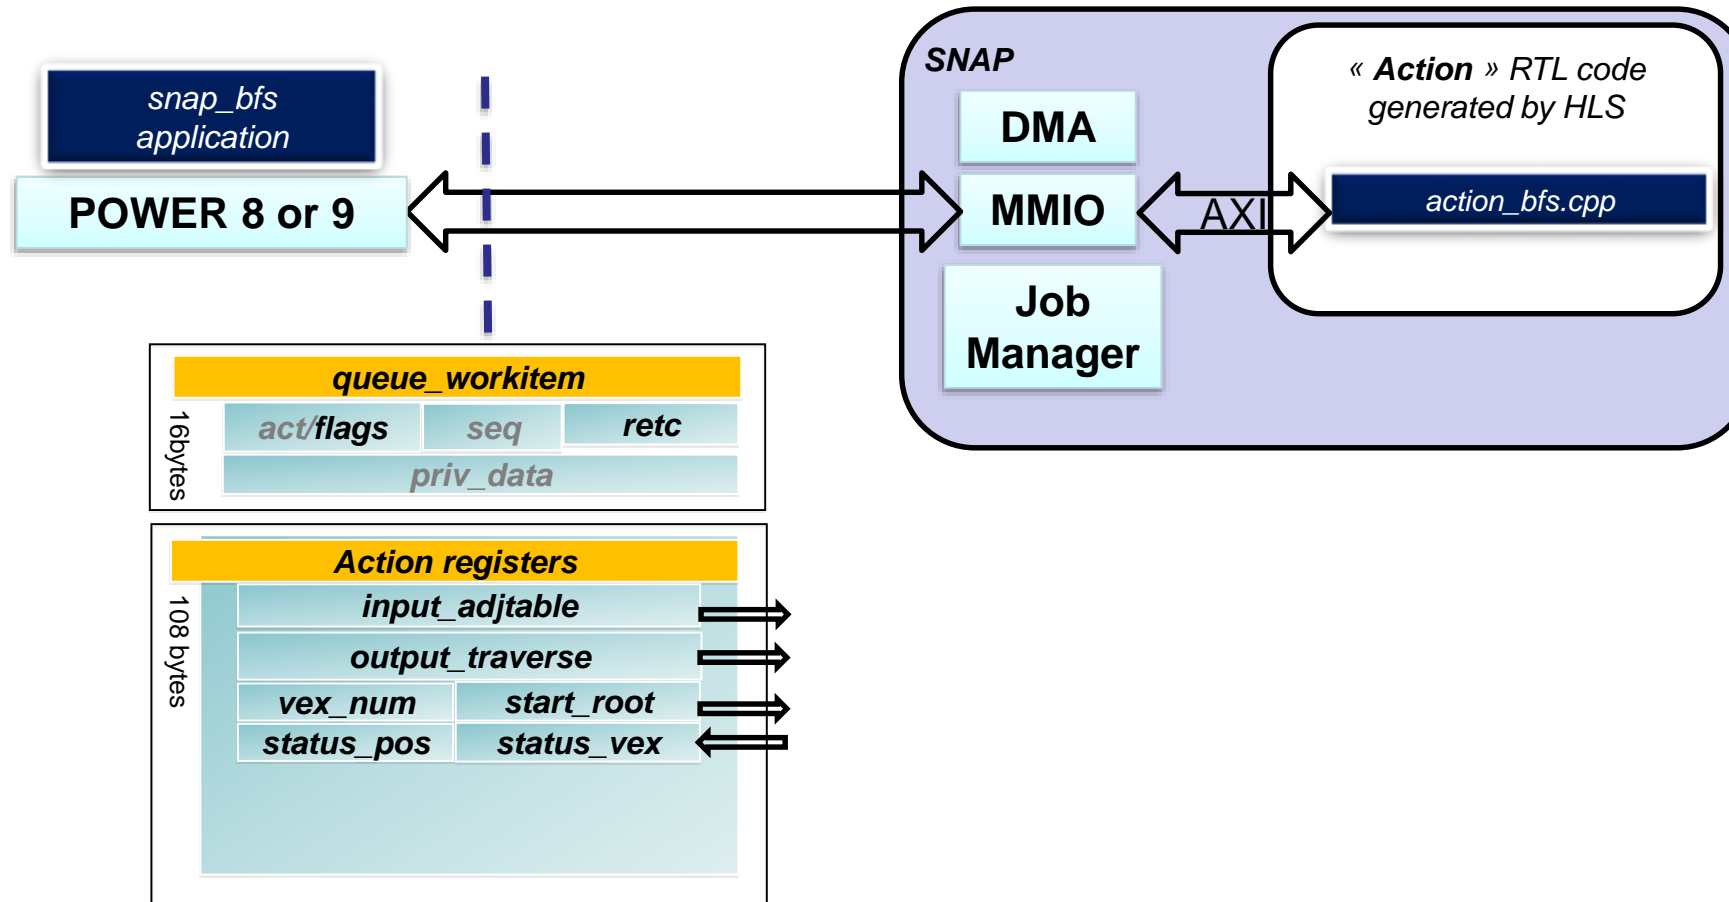 snap_bfs
application
POWER 8 or 9
SNAP
DMA
MMIO
Job
Manager
AXI
« Action » RTL code
generated by HLS
action_bfs.cpp
queue_workitem
16bytes
act/flags
seq
retc
priv_data
Action registers
108 bytes
input_adjtable
output_traverse
vex_num
start_root
status_pos
status_vex